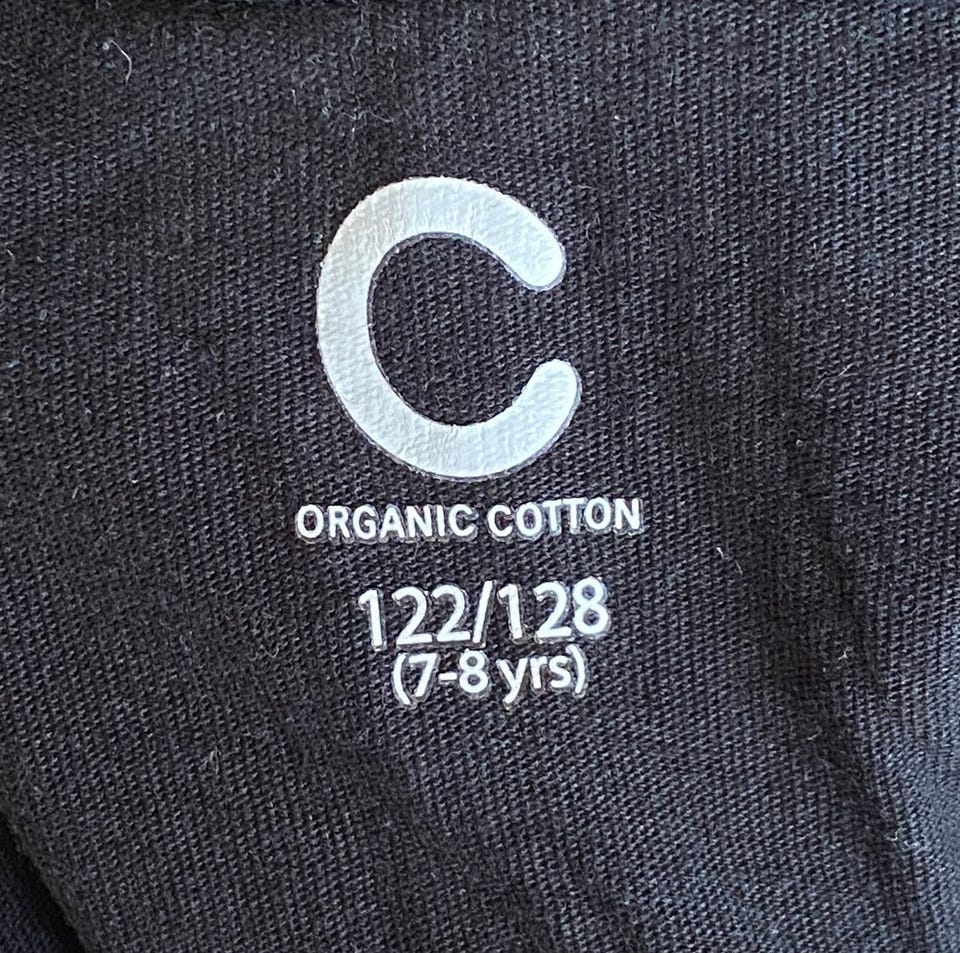 C
ORGANIC COTTON
122/128
(7-8 yrs)